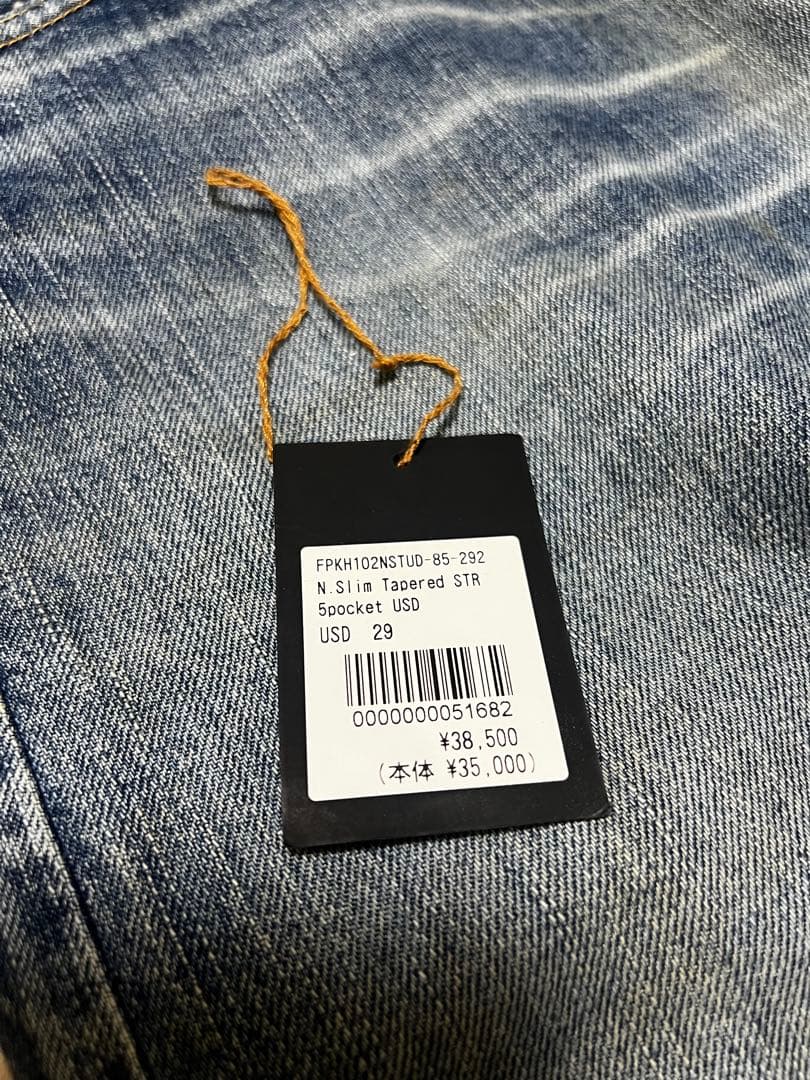 FPKH102NSTUD-85-292
N.Slim Tapered STR
5pocket USD
USD 29
0000000051682
¥38,500
(本体 ¥35,000)